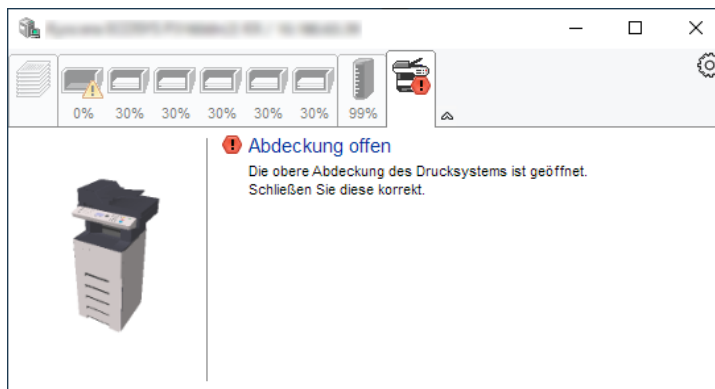 0% 30% 30% 30% 30% 30% 99%
Abdeckung offen
Die obere Abdeckung des Drucksystems ist geöffnet.
Schließen Sie diese korrekt.